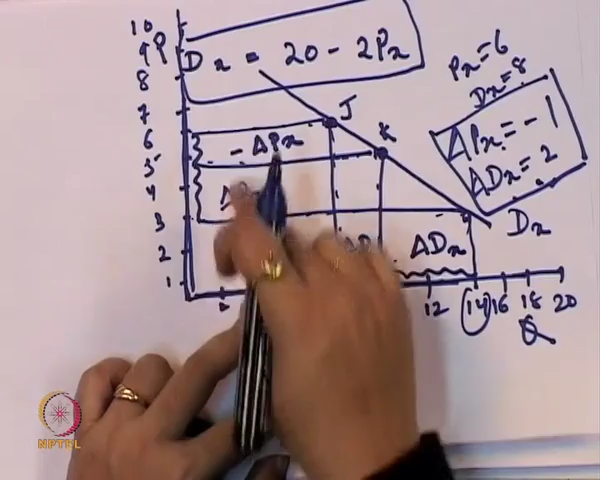 10
9 P
8
7
6
5
4
3
2
1
Dx = 20 - 2Px
Px = 6
Dx = 8
ΔPx = -1
ΔDx = 2
J
K
- ΔPx
ΔDx
Dx
12 14 16 18 20
Q
NPTEL